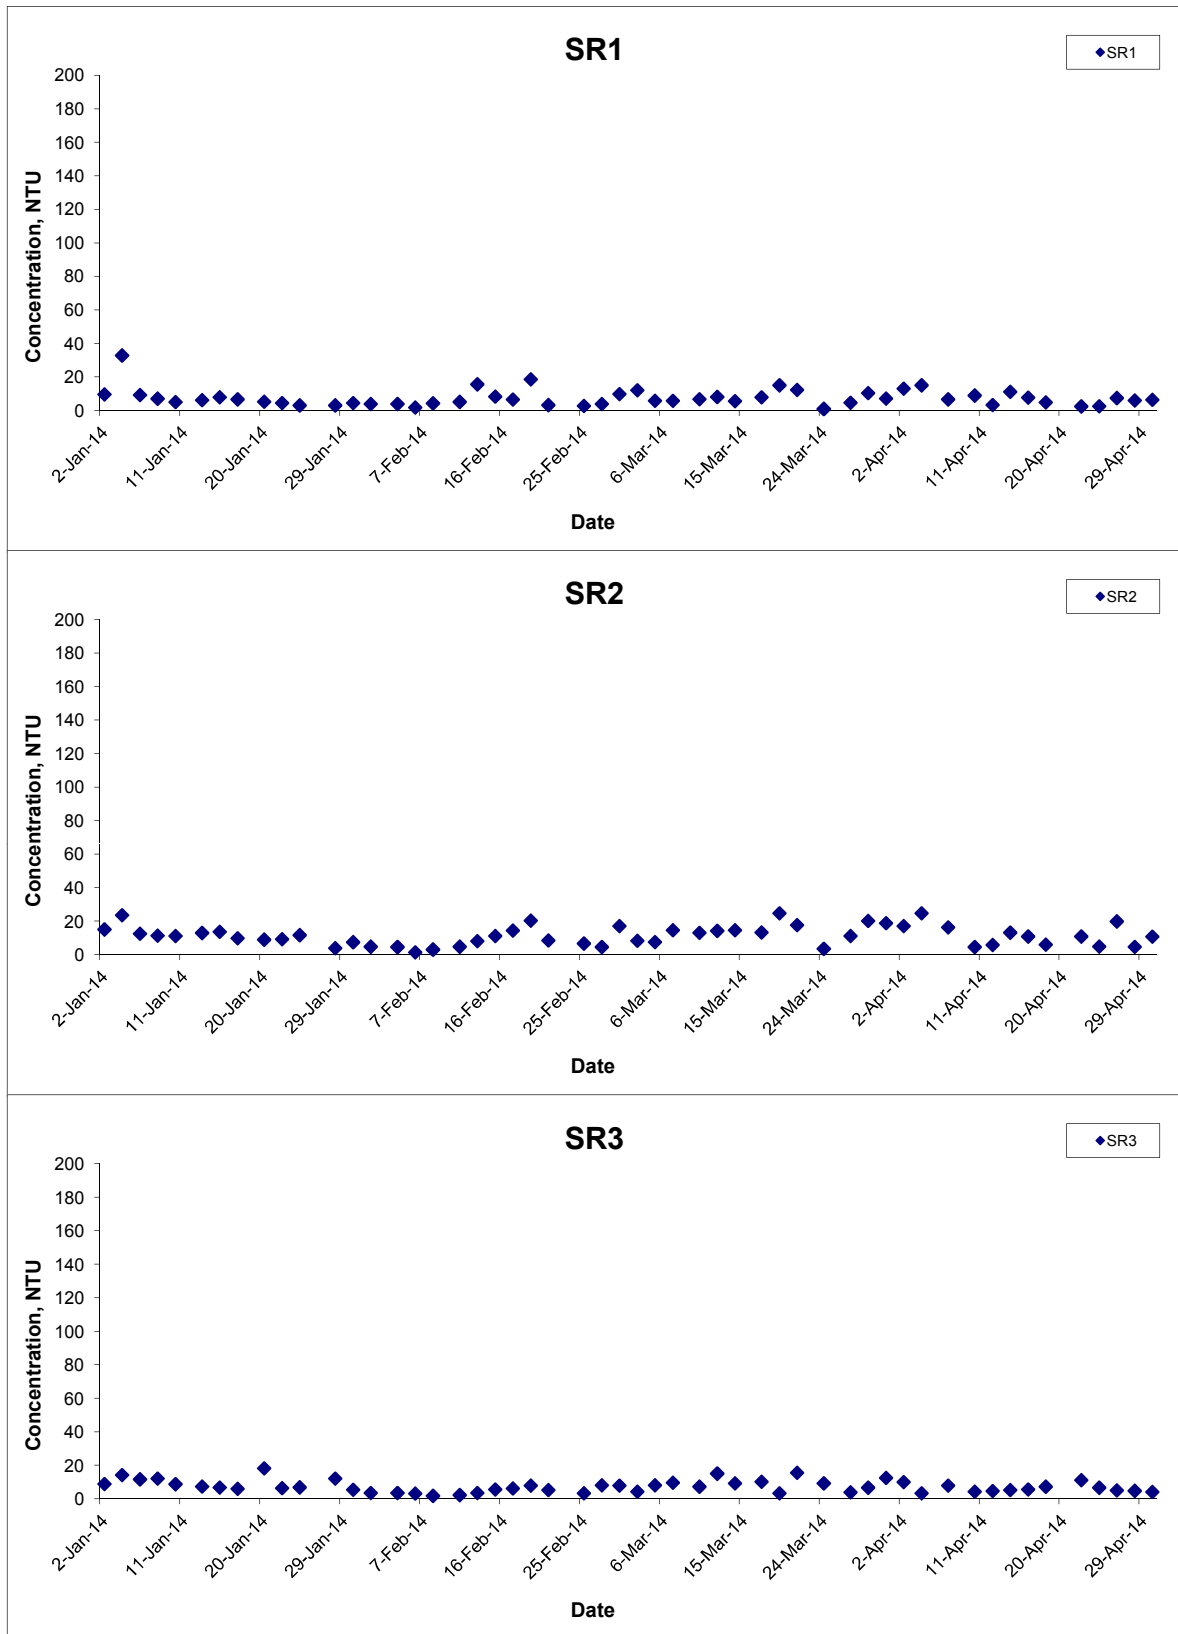 SR1
SR1
200
180
160
140
120
100
80
60
40
20
0
Concentration, NTU
2-Jan-14
11-Jan-14
20-Jan-14
29-Jan-14
7-Feb-14
16-Feb-14
25-Feb-14
6-Mar-14
15-Mar-14
24-Mar-14
2-Apr-14
11-Apr-14
20-Apr-14
29-Apr-14
Date
SR2
SR2
200
180
160
140
120
100
80
60
40
20
0
Concentration, NTU
2-Jan-14
11-Jan-14
20-Jan-14
29-Jan-14
7-Feb-14
16-Feb-14
25-Feb-14
6-Mar-14
15-Mar-14
24-Mar-14
2-Apr-14
11-Apr-14
20-Apr-14
29-Apr-14
Date
SR3
SR3
200
180
160
140
120
100
80
60
40
20
0
Concentration, NTU
2-Jan-14
11-Jan-14
20-Jan-14
29-Jan-14
7-Feb-14
16-Feb-14
25-Feb-14
6-Mar-14
15-Mar-14
24-Mar-14
2-Apr-14
11-Apr-14
20-Apr-14
29-Apr-14
Date